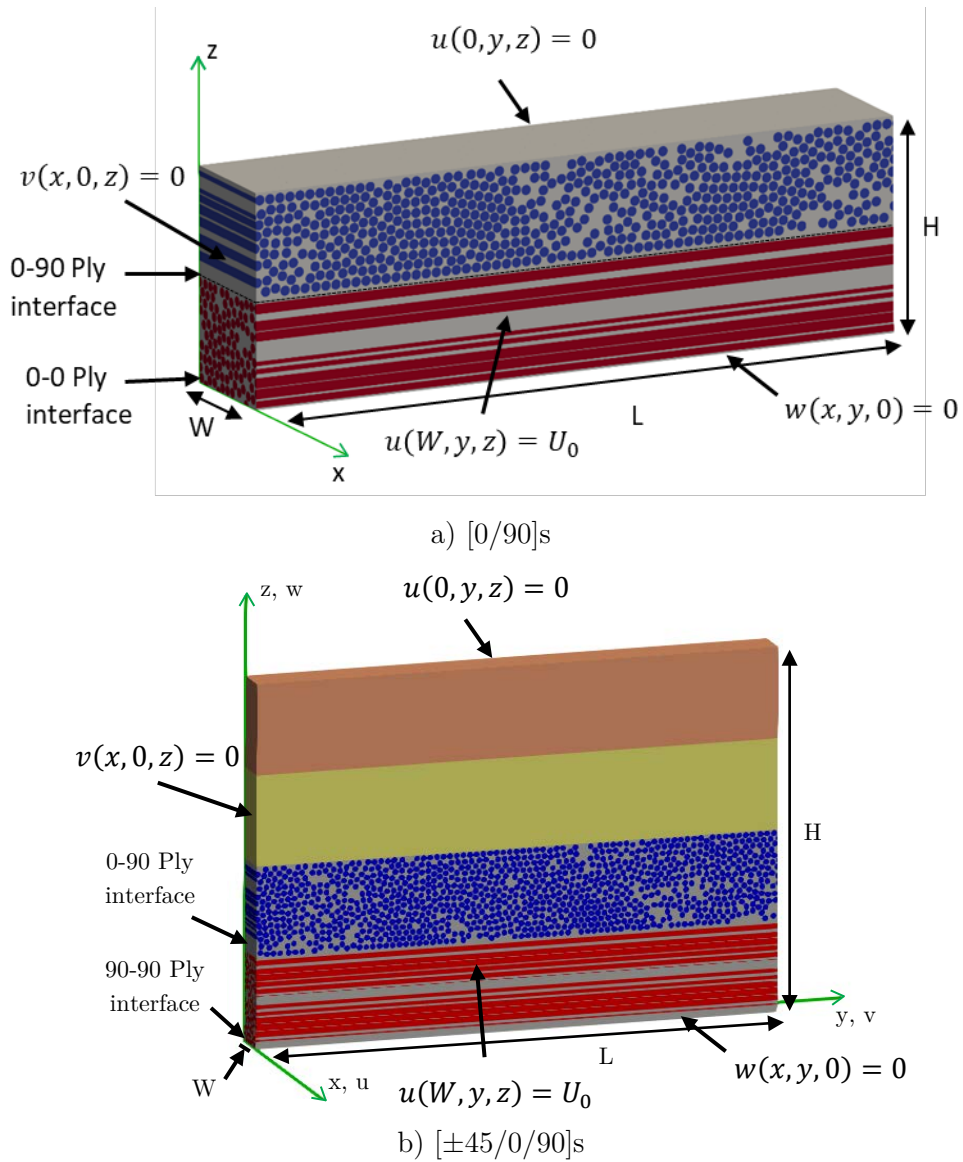 u(0, y, z) = 0
z
v(x, 0, z) = 0
H
0-90 Ply
interface
0-0 Ply
interface
W
L
w(x, y, 0) = 0
u(W, y, z) = U₀
x
a) [0/90]s
z, w
u(0, y, z) = 0
v(x, 0, z) = 0
H
0-90 Ply
interface
90-90 Ply
interface
y, v
L
w(x, y, 0) = 0
W
x, u
u(W, y, z) = U₀
b) [±45/0/90]s